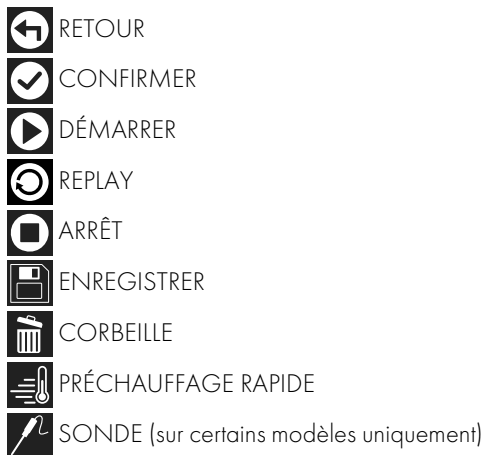 RETOUR
CONFIRMER
DÉMARRER
REPLAY
ARRÊT
ENREGISTRER
CORBEILLE
PRÉCHAUFFAGE RAPIDE
SONDE (sur certains modèles uniquement)